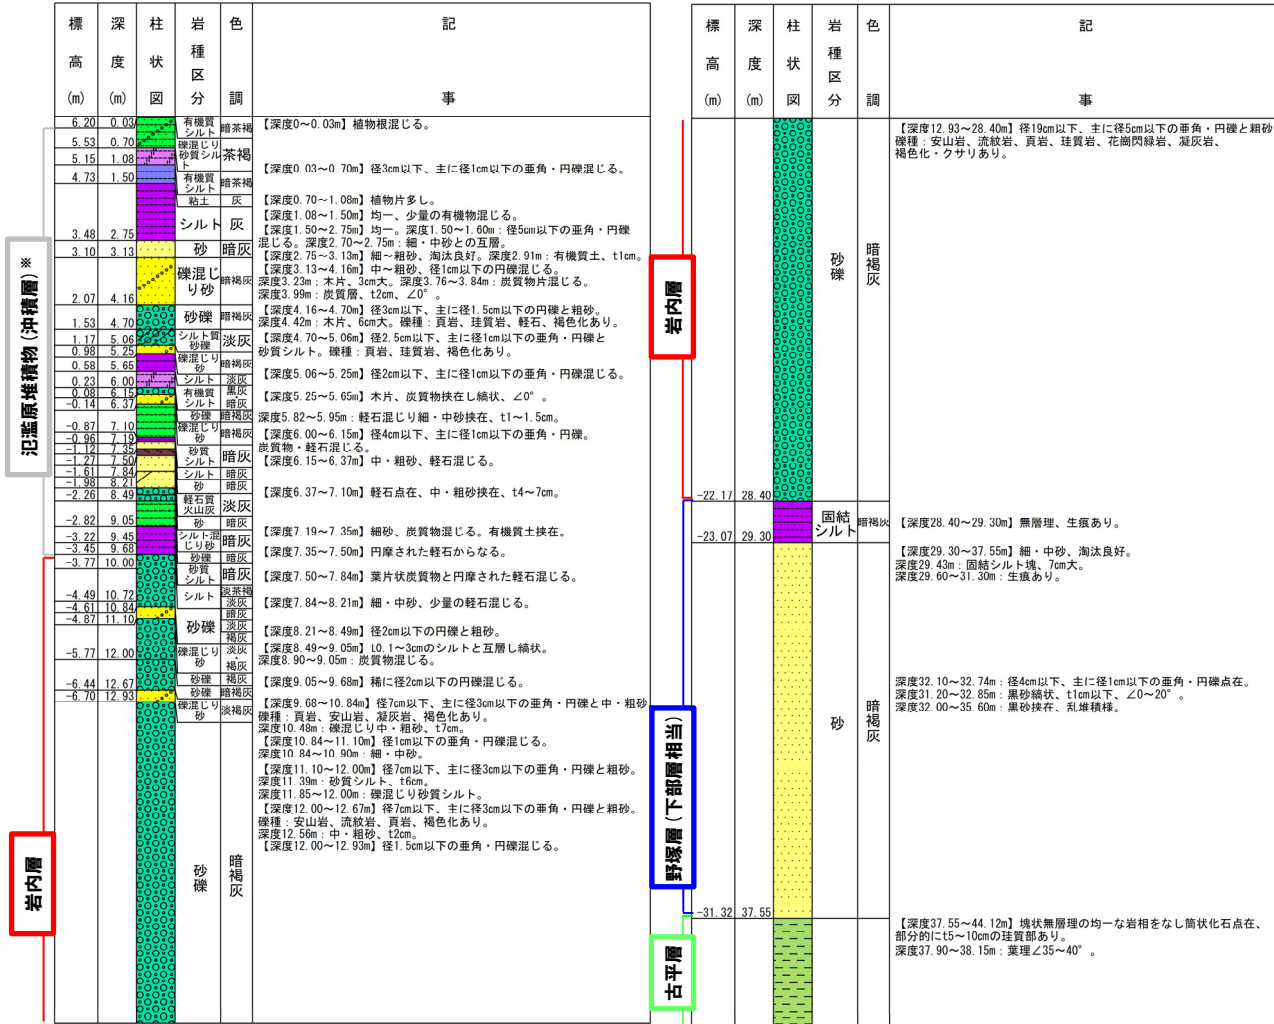 標高(m) 深度(m) 柱状図 岩種区分 色調 記事
6.20 0.03
5.53 0.70
5.15 1.08
4.73 1.50
3.48 2.75
3.10 3.13
2.07 4.16
1.53 4.70
1.17 5.06
0.98 5.25
0.58 5.65
0.23 6.00
0.08 6.15
-0.14 6.37
-0.87 7.10
-0.96 7.19
-1.12 7.35
-1.27 7.50
-1.61 7.84
-1.98 8.21
-2.26 8.49
-2.82 9.05
-3.22 9.45
-3.45 9.68
-3.77 10.00
-4.49 10.72
-4.61 10.84
-4.87 11.10
-5.77 12.00
-6.44 12.67
-6.70 12.93
有機質シルト 暗茶褐
礫混じり砂質シルト 茶褐
有機質シルト 暗茶褐
粘土 灰
シルト 灰
砂 暗灰
礫混じり砂 暗褐灰
砂礫 暗褐灰
シルト質砂礫 淡灰
礫混じり砂 暗褐灰
シルト 淡灰
有機質シルト 黒灰
暗灰
砂礫 暗褐灰
礫混じり砂 暗褐灰
砂質シルト 暗灰
シルト 暗灰
砂 暗灰
軽石質火山灰 淡灰
砂 暗灰
シルト混じり砂 暗灰
砂礫 暗灰
砂質シルト 暗灰
シルト 淡茶褐
淡灰
暗灰
砂礫 淡灰
褐灰
礫混じり砂 淡灰・褐灰
砂礫 褐灰
砂礫 暗褐灰
礫混じり砂 淡褐灰
砂礫 暗褐灰
【深度0～0.03m】植物根混じる。
【深度0.03～0.70m】径3cm以下、主に径1cm以下の亜角・円礫混じる。
【深度0.70～1.08m】植物片多し。
【深度1.08～1.50m】均一、少量の有機物混じる。
【深度1.50～2.75m】均一。深度1.50～1.60m：径5cm以下の亜角・円礫
混じる。深度2.70～2.75m：細・中砂との互層。
【深度2.75～3.13m】細～粗砂、淘汰良好。深度2.91m：有機質土、t1cm。
【深度3.13～4.16m】中～粗砂、径1cm以下の円礫混じる。
深度3.23m：木片、3cm大。深度3.76～3.84m：炭質物片混じる。
深度3.99m：炭質層、t2cm、∠0°。
【深度4.16～4.70m】径3cm以下、主に径1.5cm以下の円礫と粗砂。
深度4.42m：木片、6cm大。礫種：頁岩、珪質岩、軽石、褐色化あり。
【深度4.70～5.06m】径2.5cm以下、主に径1cm以下の亜角・円礫と
砂質シルト。礫種：頁岩、珪質岩、褐色化あり。
【深度5.06～5.25m】径2cm以下、主に径1cm以下の亜角・円礫混じる。
【深度5.25～5.65m】木片、炭質物挟在し縞状、∠0°。
深度5.82～5.95m：軽石混じり細・中砂挟在、t1～1.5cm。
【深度6.00～6.15m】径4cm以下、主に径1cm以下の亜角・円礫。
炭質物・軽石混じる。
【深度6.15～6.37m】中・粗砂、軽石混じる。
【深度6.37～7.10m】軽石点在、中・粗砂挟在、t4～7cm。
【深度7.19～7.35m】細砂、炭質物混じる。有機質土挟在。
【深度7.35～7.50m】円摩された軽石からなる。
【深度7.50～7.84m】葉片状炭質物と円摩された軽石混じる。
【深度7.84～8.21m】細・中砂、少量の軽石混じる。
【深度8.21～8.49m】径2cm以下の円礫と粗砂。
【深度8.49～9.05m】t0.1～3cmのシルトと互層し縞状。
深度8.90～9.05m：炭質物混じる。
【深度9.05～9.68m】稀に径2cm以下の円礫混じる。
【深度9.68～10.84m】径7cm以下、主に径3cm以下の亜角・円礫と中・粗砂
礫種：頁岩、安山岩、凝灰岩、褐色化あり。
深度10.48m：礫混じり中・粗砂、t7cm。
【深度10.84～11.10m】径1cm以下の亜角・円礫混じる。
深度10.84～10.90m：細・中砂。
【深度11.10～12.00m】径7cm以下、主に径3cm以下の亜角・円礫と粗砂。
深度11.39m：砂質シルト、t6cm。
深度11.85～12.00m：礫混じり砂質シルト。
【深度12.00～12.67m】径7cm以下、主に径3cm以下の亜角・円礫と粗砂。
礫種：安山岩、流紋岩、頁岩、褐色化あり。
深度12.56m：中・粗砂、t2cm。
【深度12.00～12.93m】径1.5cm以下の亜角・円礫混じる。
氾濫原堆積物（沖積層）※
岩内層
標高(m) 深度(m) 柱状図 岩種区分 色調 記事
砂礫 暗褐灰
【深度12.93～28.40m】径19cm以下、主に径5cm以下の亜角・円礫と粗砂
礫種：安山岩、流紋岩、頁岩、珪質岩、花崗閃緑岩、凝灰岩、
褐色化・クサリあり。
岩内層
-22.17 28.40
固結シルト 暗褐灰
【深度28.40～29.30m】無層理、生痕あり。
-23.07 29.30
【深度29.30～37.55m】細・中砂、淘汰良好。
深度29.43m：固結シルト塊、7cm大。
深度29.60～31.30m：生痕あり。
砂 暗褐灰
深度32.10～32.74m：径4cm以下、主に径1cm以下の亜角・円礫点在。
深度31.20～32.85m：黒砂縞状、t1cm以下、∠0～20°。
深度32.00～35.60m：黒砂挟在、乱堆積様。
野塚層（下部層相当）
-31.32 37.55
【深度37.55～44.12m】塊状無層理の均一な岩相をなし筒状化石点在、
部分的にt5～10cmの珪質部あり。
深度37.90～38.15m：葉理∠35～40°。
古平層